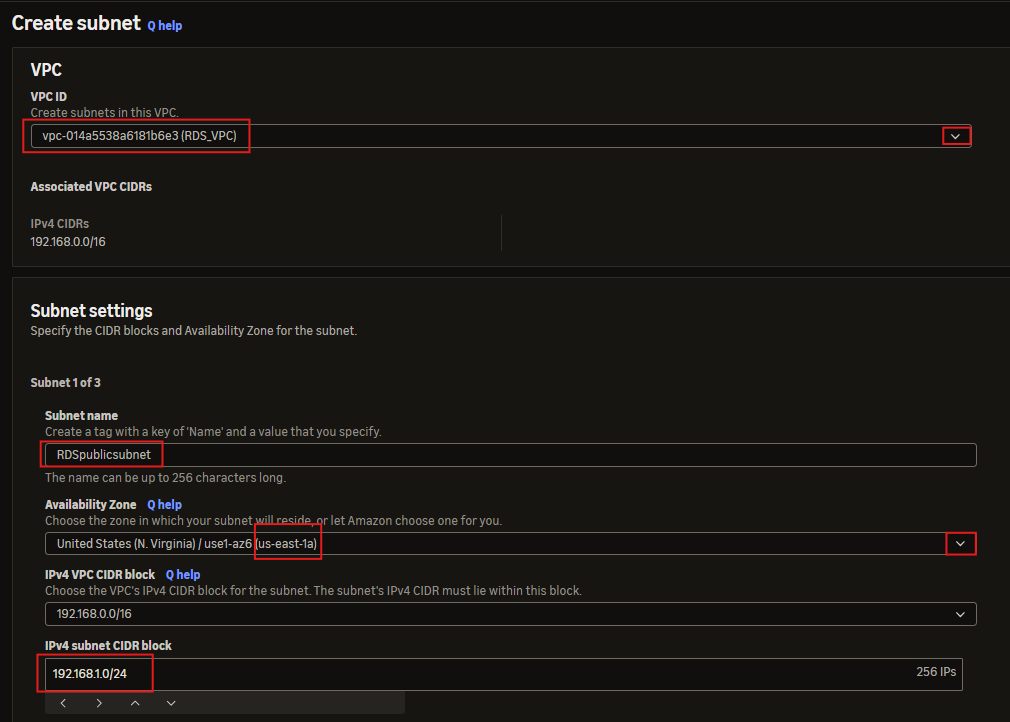 Create subnet Q help
VPC
VPC ID
Create subnets in this VPC.
vpc-014a5538a6181b6e3 (RDS_VPC)
Associated VPC CIDRs
IPv4 CIDRs
192.168.0.0/16
Subnet settings
Specify the CIDR blocks and Availability Zone for the subnet.
Subnet 1 of 3
Subnet name
Create a tag with a key of 'Name' and a value that you specify.
RDSpublicsubnet
The name can be up to 256 characters long.
Availability Zone Q help
Choose the zone in which your subnet will reside, or let Amazon choose one for you.
United States (N. Virginia) / use1-az6 (us-east-1a)
IPv4 VPC CIDR block Q help
Choose the VPC's IPv4 CIDR block for the subnet. The subnet's IPv4 CIDR must lie within this block.
192.168.0.0/16
IPv4 subnet CIDR block
192.168.1.0/24 256 IPs